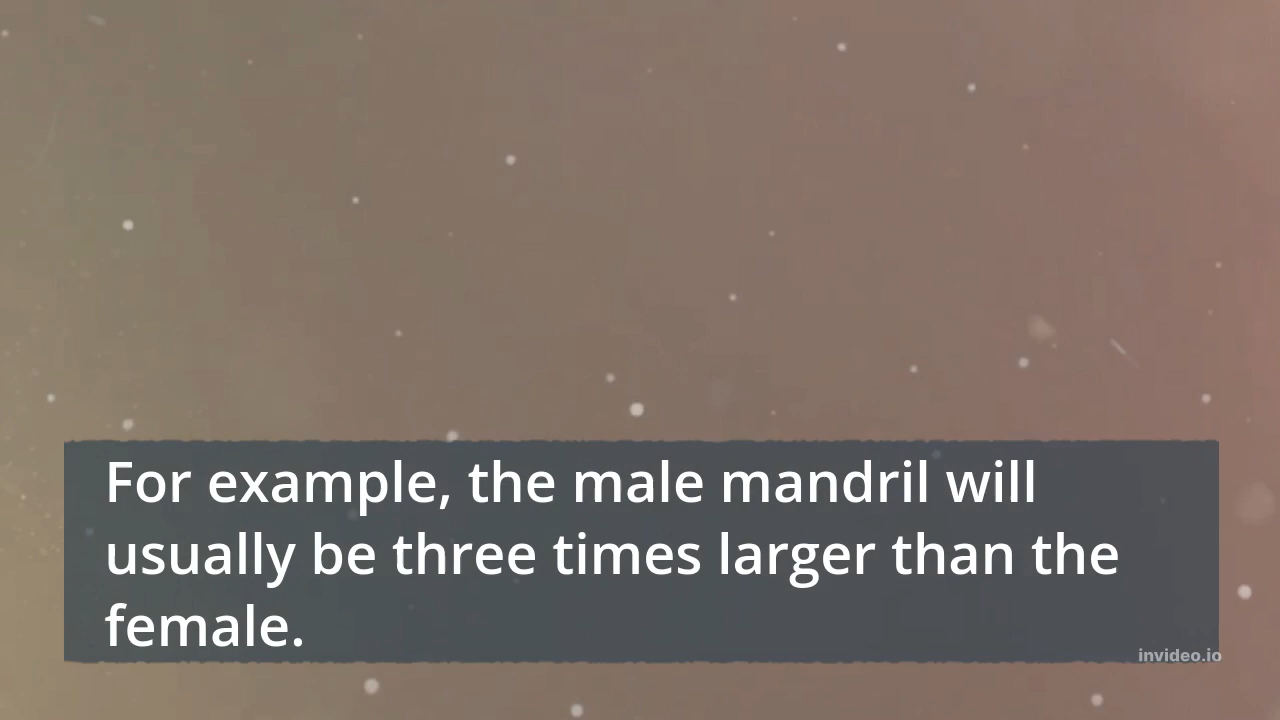 For example, the male mandril will
usually be three times larger than the
female.
invideo.io